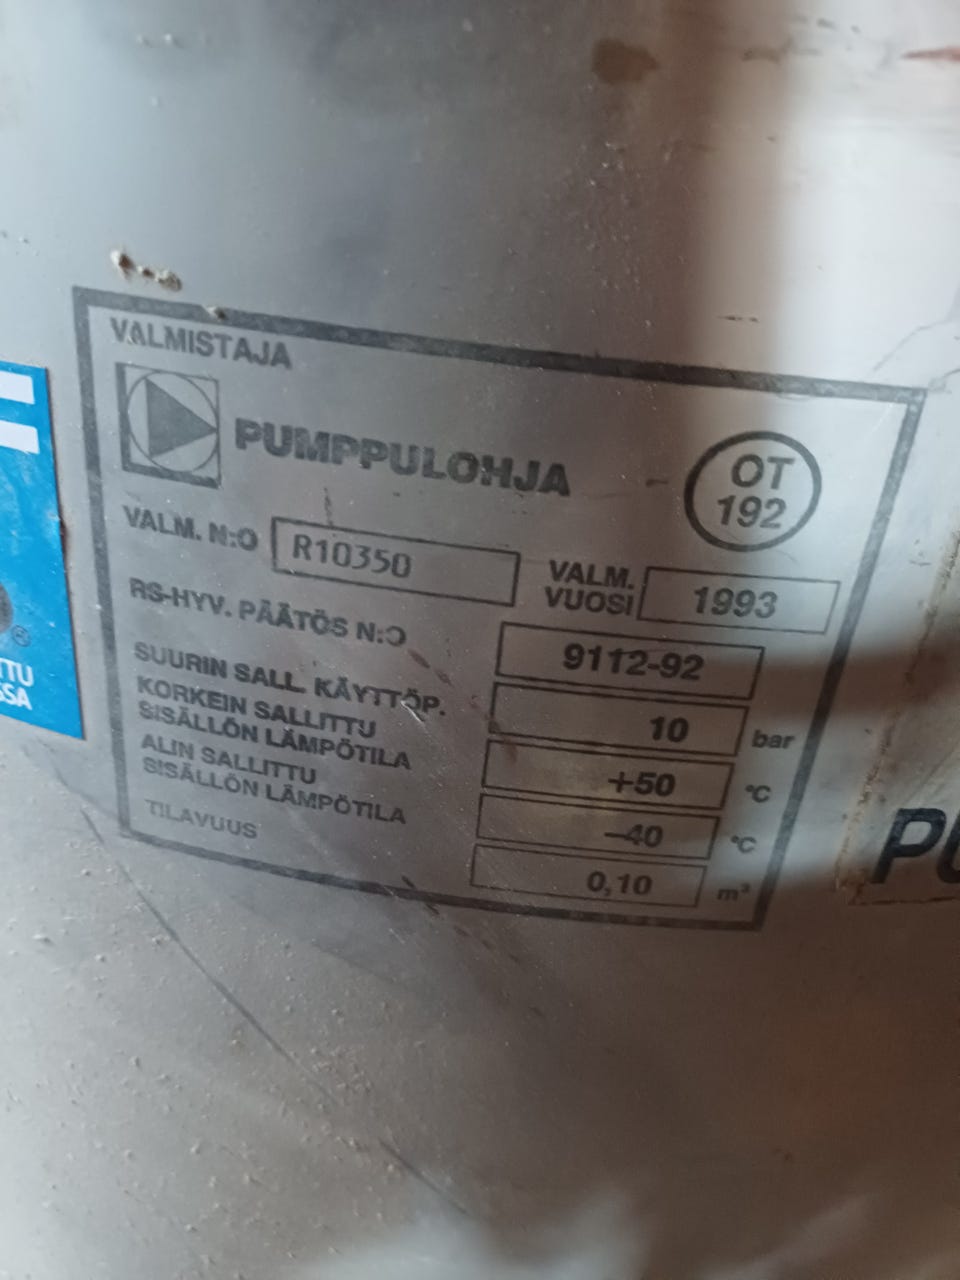 VALMISTAJA
PUMPPULOHJA
OT
192
VALM. N:O R10350
VALM. VUOSI 1993
RS-HYV. PÄÄTÖS N:O 9112-92
SUURIN SALL. KÄYTTÖP. 10 bar
KORKEIN SALLITTU
SISÄLLÖN LÄMPÖTILA +50 °C
ALIN SALLITTU
SISÄLLÖN LÄMPÖTILA -40 °C
TILAVUUS 0,10 m³